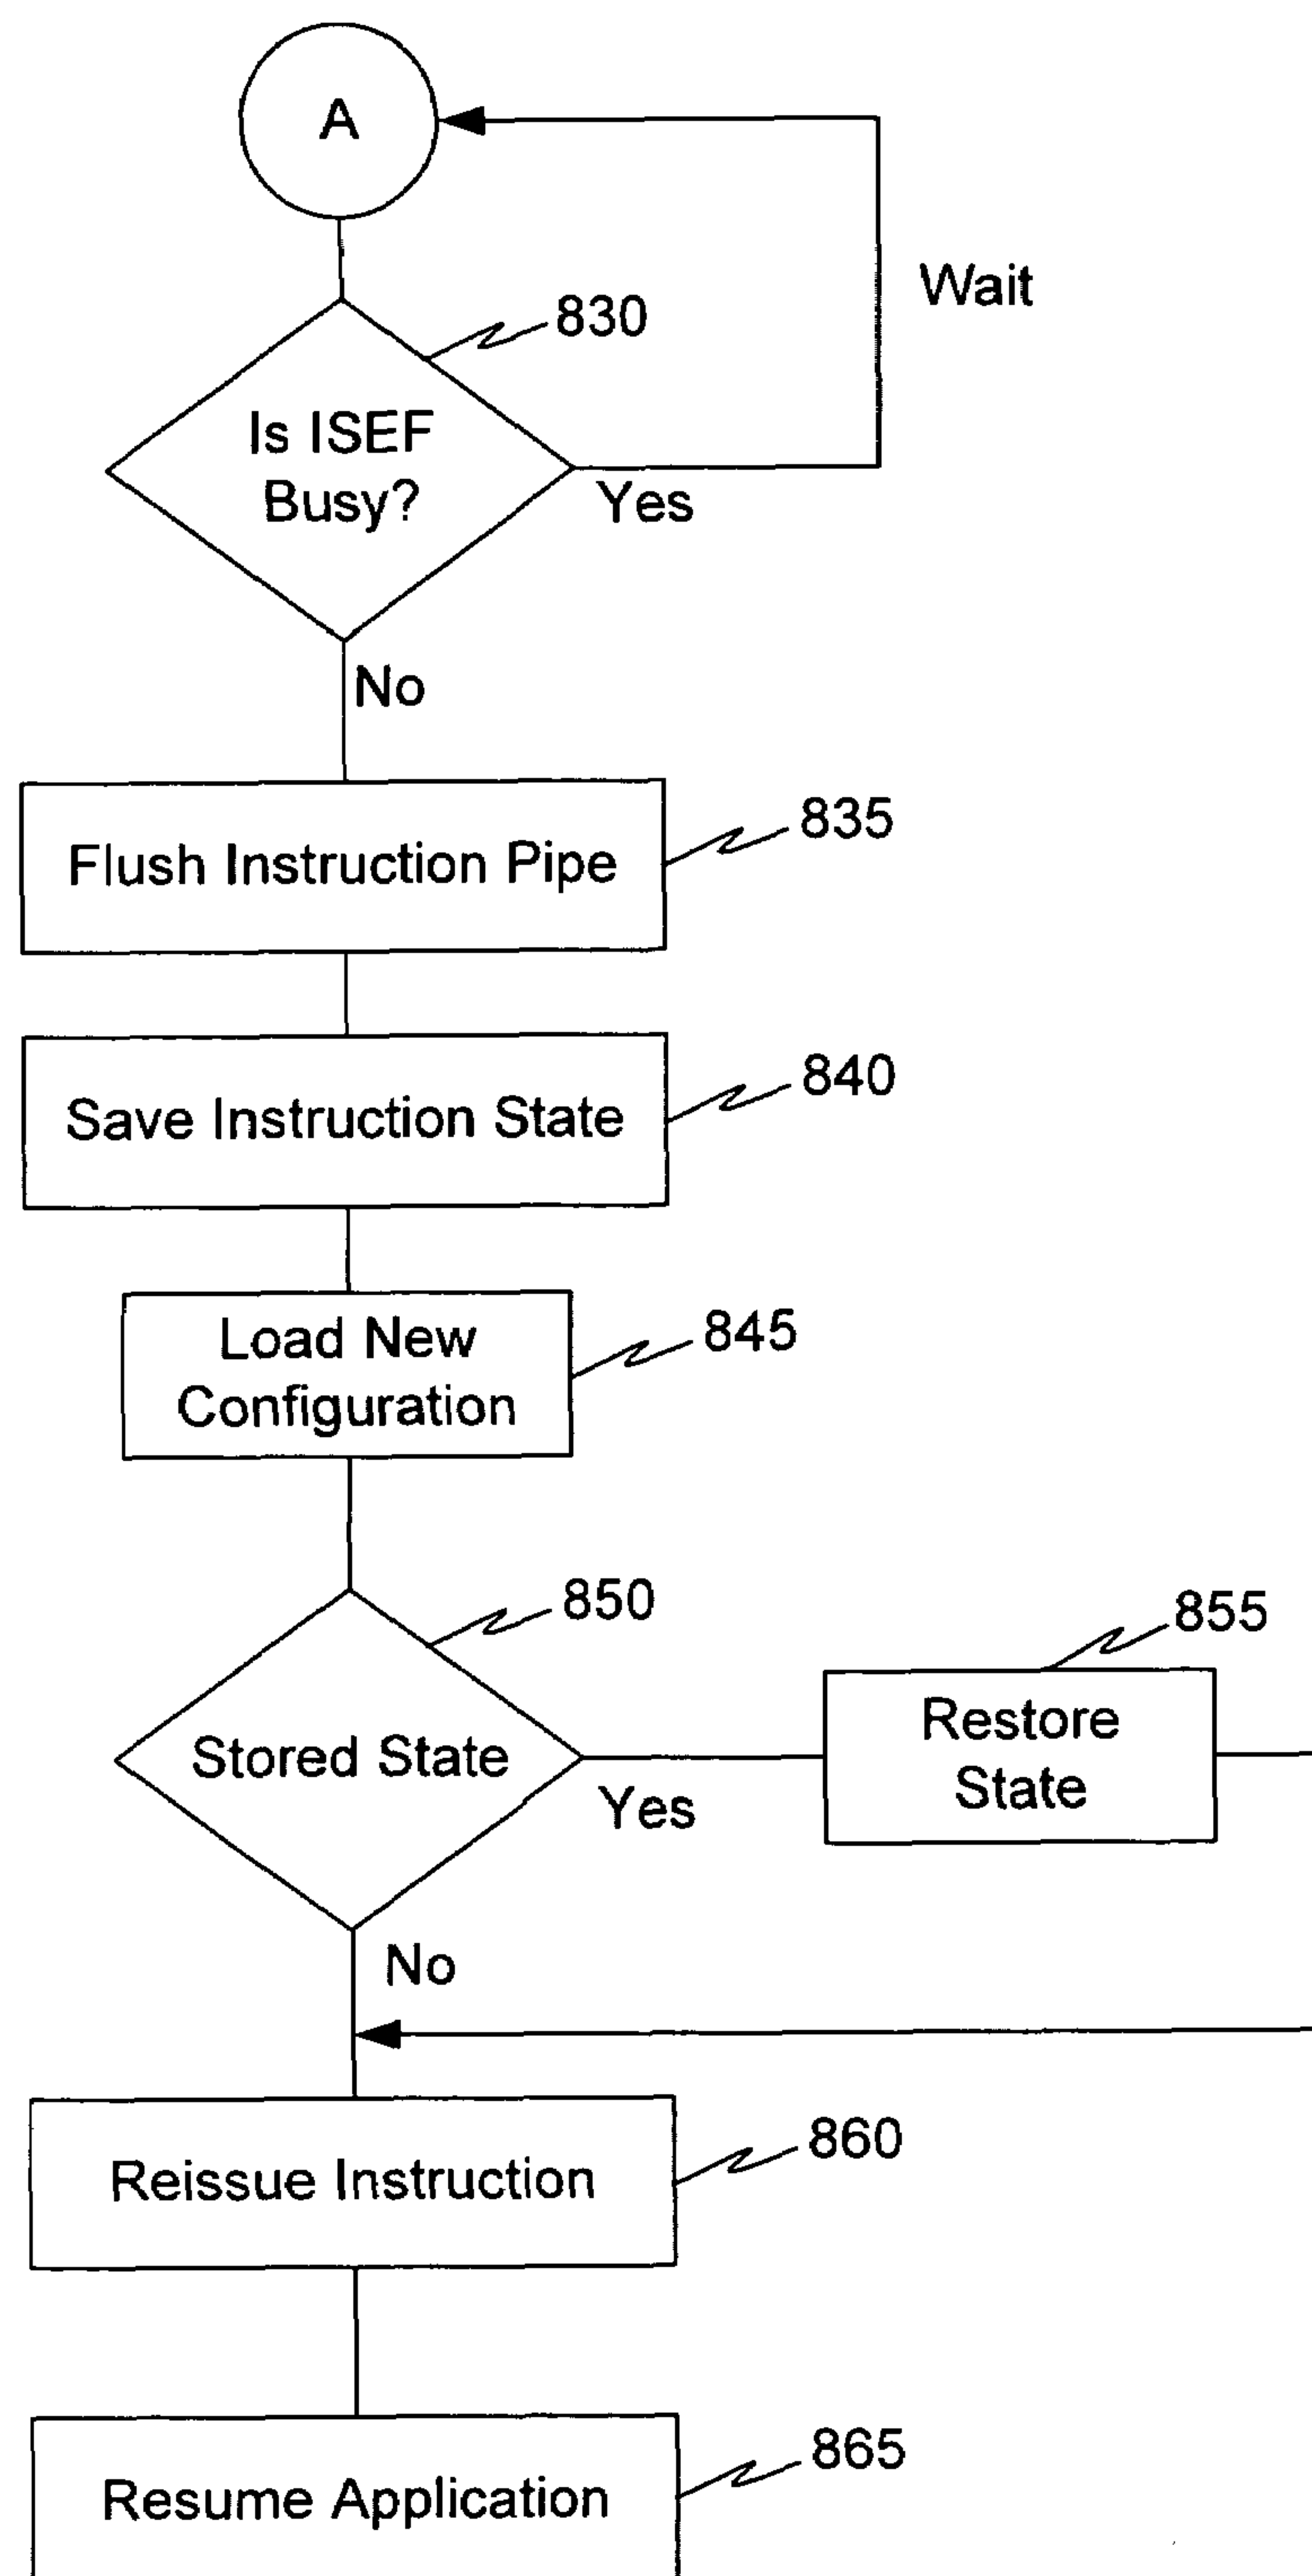 A
Wait
830
Is ISEF
Busy?
Yes
No
835
Flush Instruction Pipe
840
Save Instruction State
845
Load New
Configuration
850
855
Stored State
Restore
State
Yes
No
860
Reissue Instruction
865
Resume Application